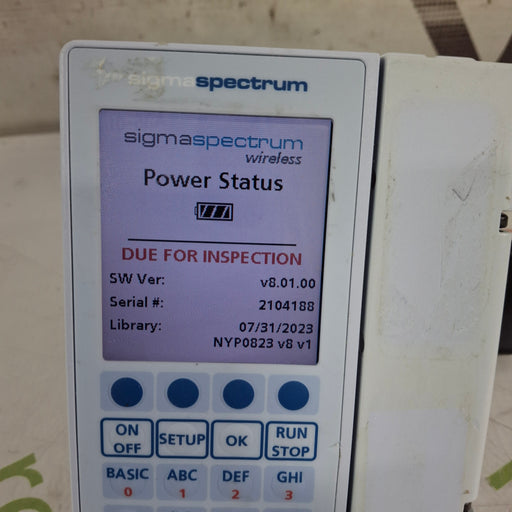 sigmaspectrum
sigmaspectrum
wireless
Power Status
DUE FOR INSPECTION
SW Ver: v8.01.00
Serial #: 2104188
Library: 07/31/2023
NYP0823 v8 v1
ON OFF SETUP OK RUN STOP
BASIC 0 ABC 1 DEF 2 GHI 3